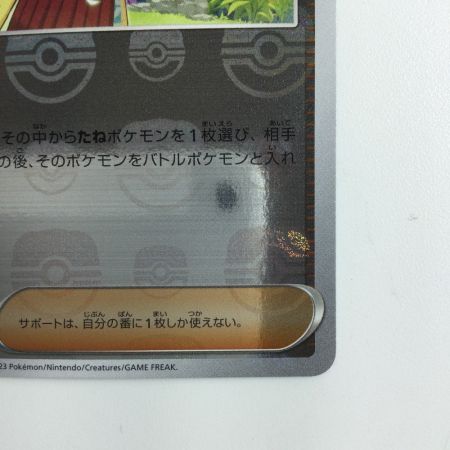 その中からたねポケモンを1枚選び、相手
の後、そのポケモンをバトルポケモンと入れ
サポートは、自分の番に1枚しか使えない。
23 Pokémon/Nintendo/Creatures/GAME FREAK.